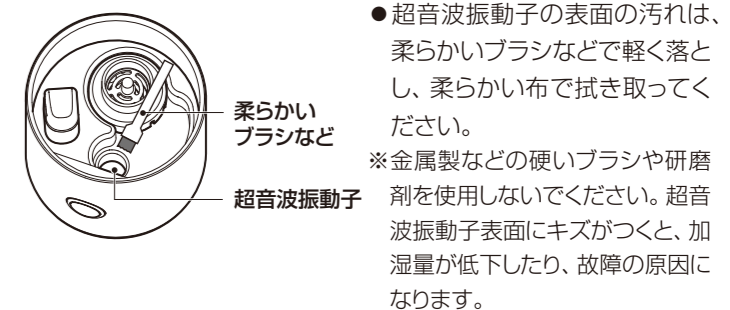 柔らかい
ブラシなど
超音波振動子
●超音波振動子の表面の汚れは、
柔らかいブラシなどで軽く落と
し、柔らかい布で拭き取ってく
ださい。
※金属製などの硬いブラシや研磨
剤を使用しないでください。超音
波振動子表面にキズがつくと、加
湿量が低下したり、故障の原因に
なります。